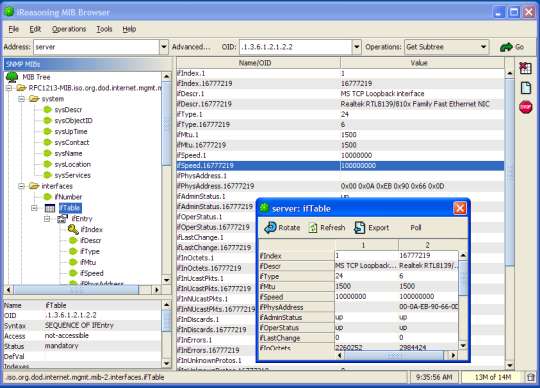 iReasoning MIB Browser
File Edit Operations Tools Help
Address: server Advanced... OID: .1.3.6.1.2.1.2.2 Operations: Get Subtree Go
SNMP MIBs
MIB Tree
RFC1213-MIB.iso.org.dod.internet.mgmt.m
system
sysDescr
sysObjectID
sysUpTime
sysContact
sysName
sysLocation
sysServices
interfaces
ifNumber
ifTable
ifEntry
ifIndex
ifDescr
ifType
ifMtu
ifSpeed
ifPhysAddress
Name ifTable
OID .1.3.6.1.2.1.2.2
Syntax SEQUENCE OF IfEntry
Access not-accessible
Status mandatory
DefVal
Indexes
Name/OID Value
ifIndex.1 1
ifIndex.16777219 16777219
ifDescr.1 MS TCP Loopback interface
ifDescr.16777219 Realtek RTL8139/810x Family Fast Ethernet NIC
ifType.1 24
ifType.16777219 6
ifMtu.1 1500
ifMtu.16777219 1500
ifSpeed.1 10000000
ifSpeed.16777219 100000000
ifPhysAddress.1
ifPhysAddress.16777219 0x00 0x0A 0xEB 0x90 0x66 0x0D
ifAdminStatus.1 up
ifAdminStatus.16777219
ifOperStatus.1
ifOperStatus.16777219
ifLastChange.1
ifLastChange.16777219
ifInOctets.1
ifInOctets.16777219
ifInUcastPkts.1
ifInUcastPkts.16777219
ifInNUcastPkts.1
ifInNUcastPkts.16777219
ifInDiscards.1
ifInDiscards.16777219
ifInErrors.1
ifInErrors.16777219
ifInUnknownProtos.1
ifInUnknownProtos.16777219
STOP
server: ifTable
Rotate Refresh Export Poll
1 2
ifIndex 1 16777219
ifDescr MS TCP Loopback... Realtek RTL8139/...
ifType 24 6
ifMtu 1500 1500
ifSpeed 10000000 100000000
ifPhysAddress 00-0A-EB-90-66-0D
ifAdminStatus up up
ifOperStatus up up
ifLastChange 0 0
ifInOctets 2260252 2984424
.iso.org.dod.internet.mgmt.mib-2.interfaces.ifTable 9:35:56 AM 13M of 14M